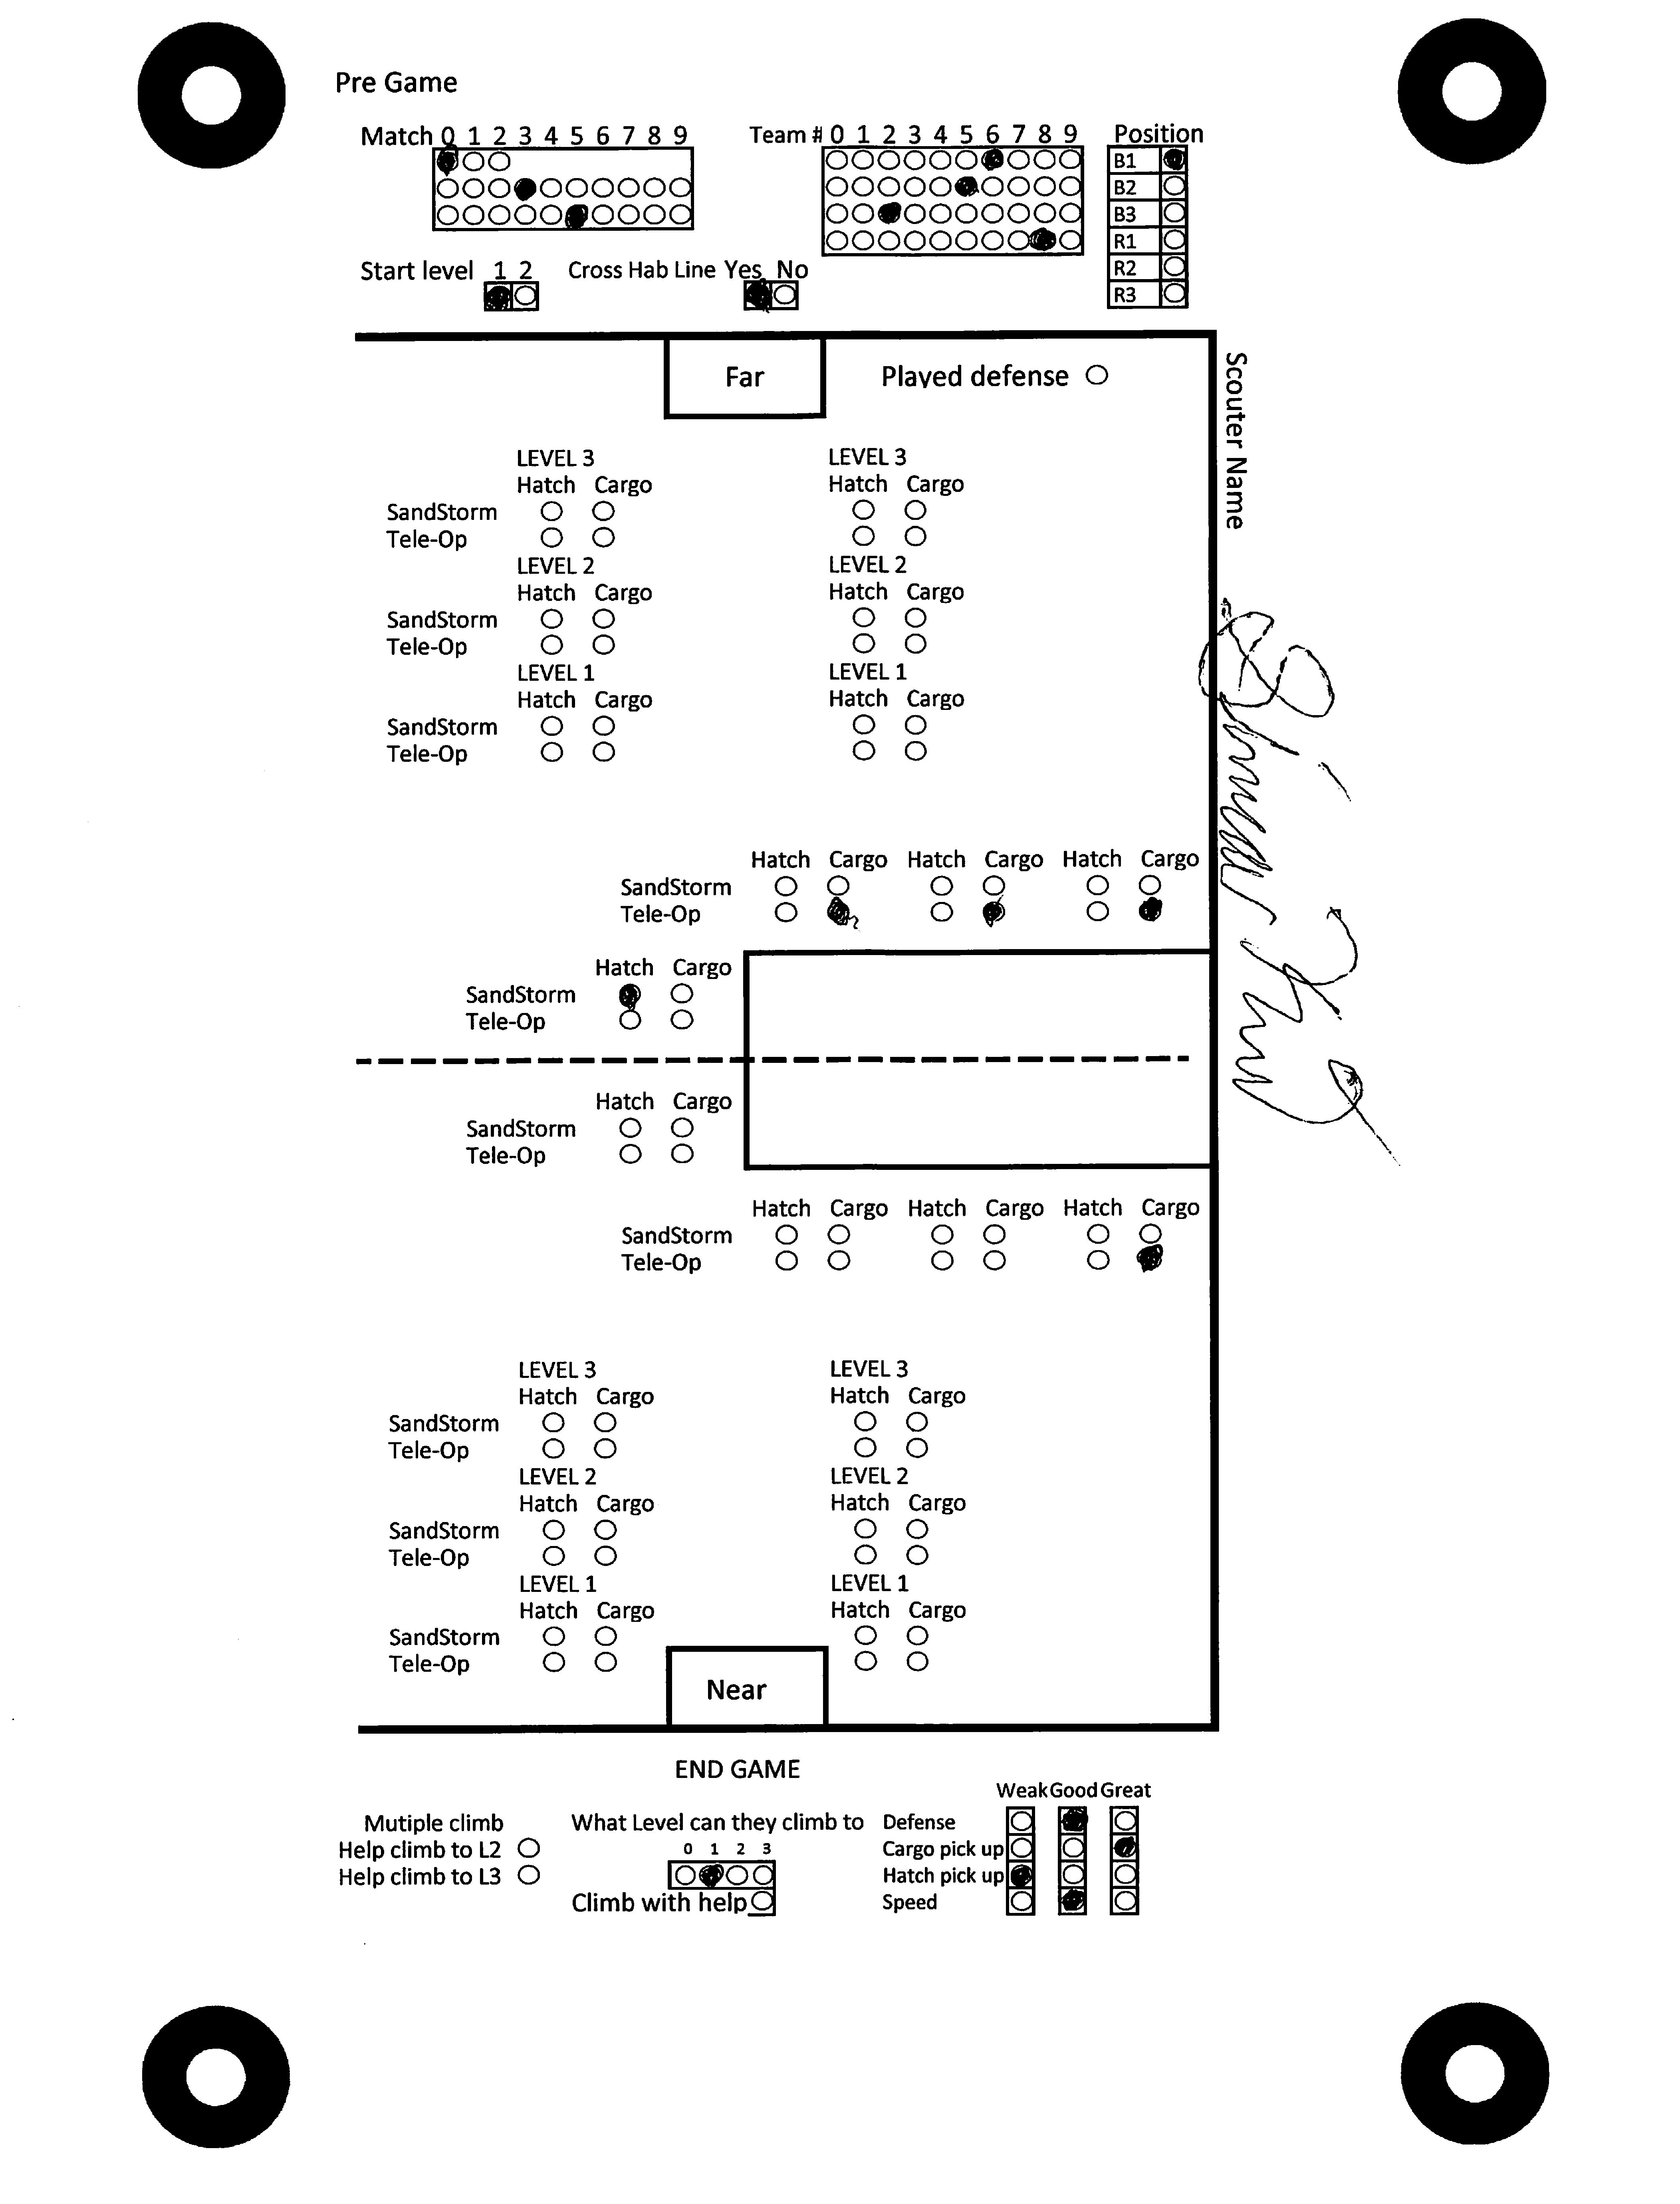 Pre Game
Match 0 1 2 3 4 5 6 7 8 9
Team # 0 1 2 3 4 5 6 7 8 9
Position
B1
B2
B3
R1
R2
R3
Start level 1 2
Cross Hab Line Yes No
Far
Played defense
Scouter Name
LEVEL 3 LEVEL 3
Hatch Cargo Hatch Cargo
SandStorm
Tele-Op
LEVEL 2 LEVEL 2
Hatch Cargo Hatch Cargo
SandStorm
Tele-Op
LEVEL 1 LEVEL 1
Hatch Cargo Hatch Cargo
SandStorm
Tele-Op
Hatch Cargo Hatch Cargo Hatch Cargo
SandStorm
Tele-Op
Hatch Cargo
SandStorm
Tele-Op
Hatch Cargo
SandStorm
Tele-Op
Hatch Cargo Hatch Cargo Hatch Cargo
SandStorm
Tele-Op
LEVEL 3 LEVEL 3
Hatch Cargo Hatch Cargo
SandStorm
Tele-Op
LEVEL 2 LEVEL 2
Hatch Cargo Hatch Cargo
SandStorm
Tele-Op
LEVEL 1 LEVEL 1
Hatch Cargo Hatch Cargo
SandStorm
Tele-Op
Near
END GAME
Mutiple climb
Help climb to L2
Help climb to L3
What Level can they climb to
0 1 2 3
Climb with help
Weak Good Great
Defense
Cargo pick up
Hatch pick up
Speed